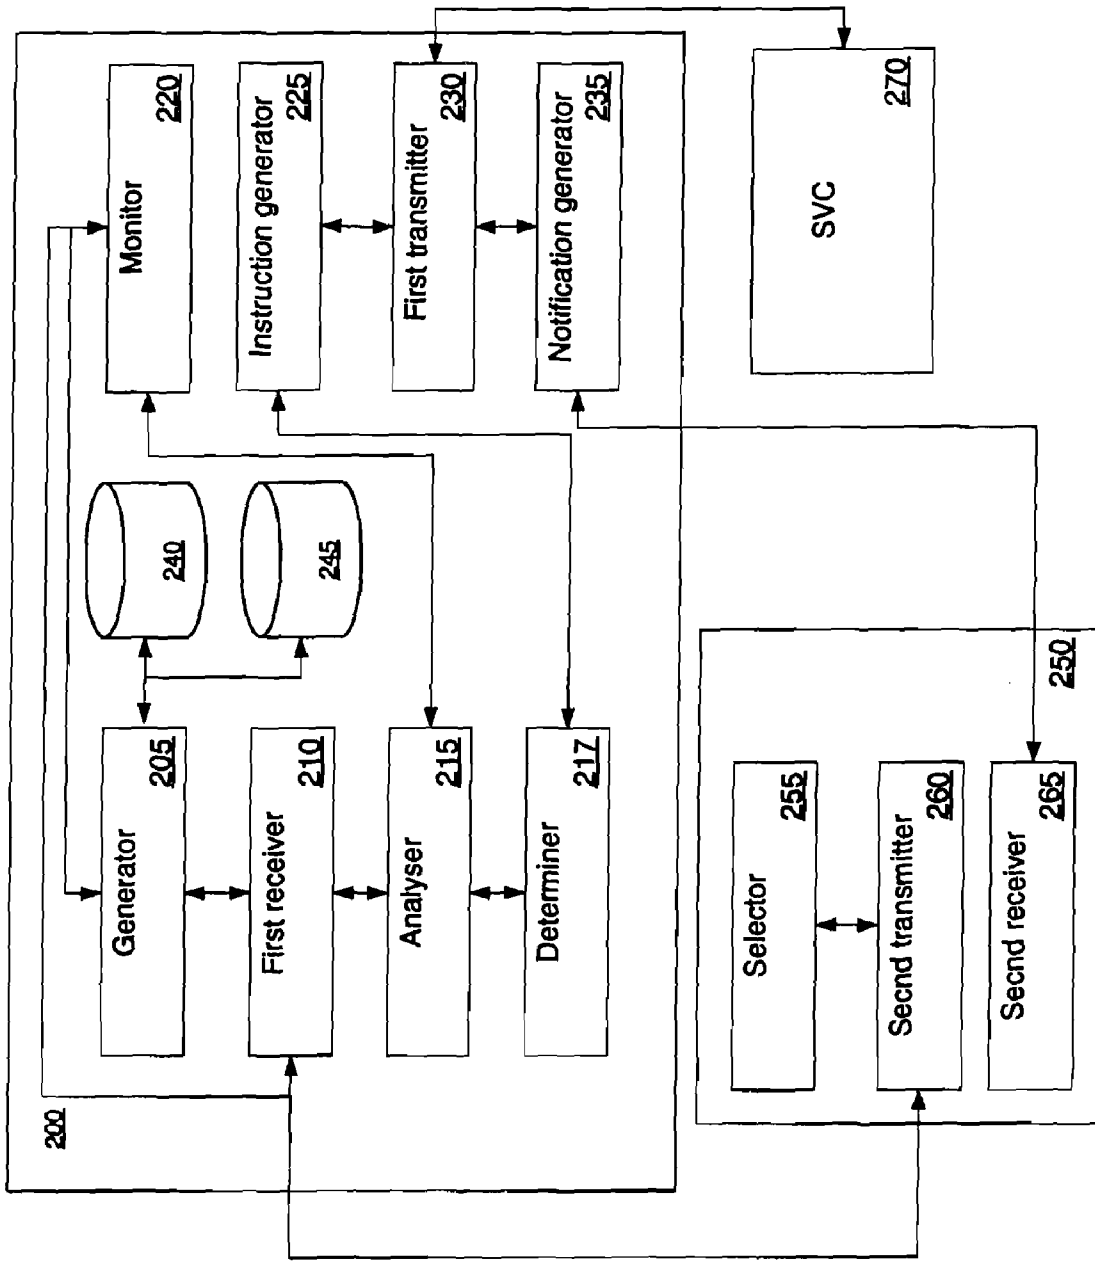 200
Generator
205
First receiver
210
Analyser
215
Determiner
217
240
245
Monitor
220
Instruction generator
225
First transmitter
230
Notification generator
235
Selector
255
Secnd transmitter
260
Secnd receiver
265
250
SVC
270